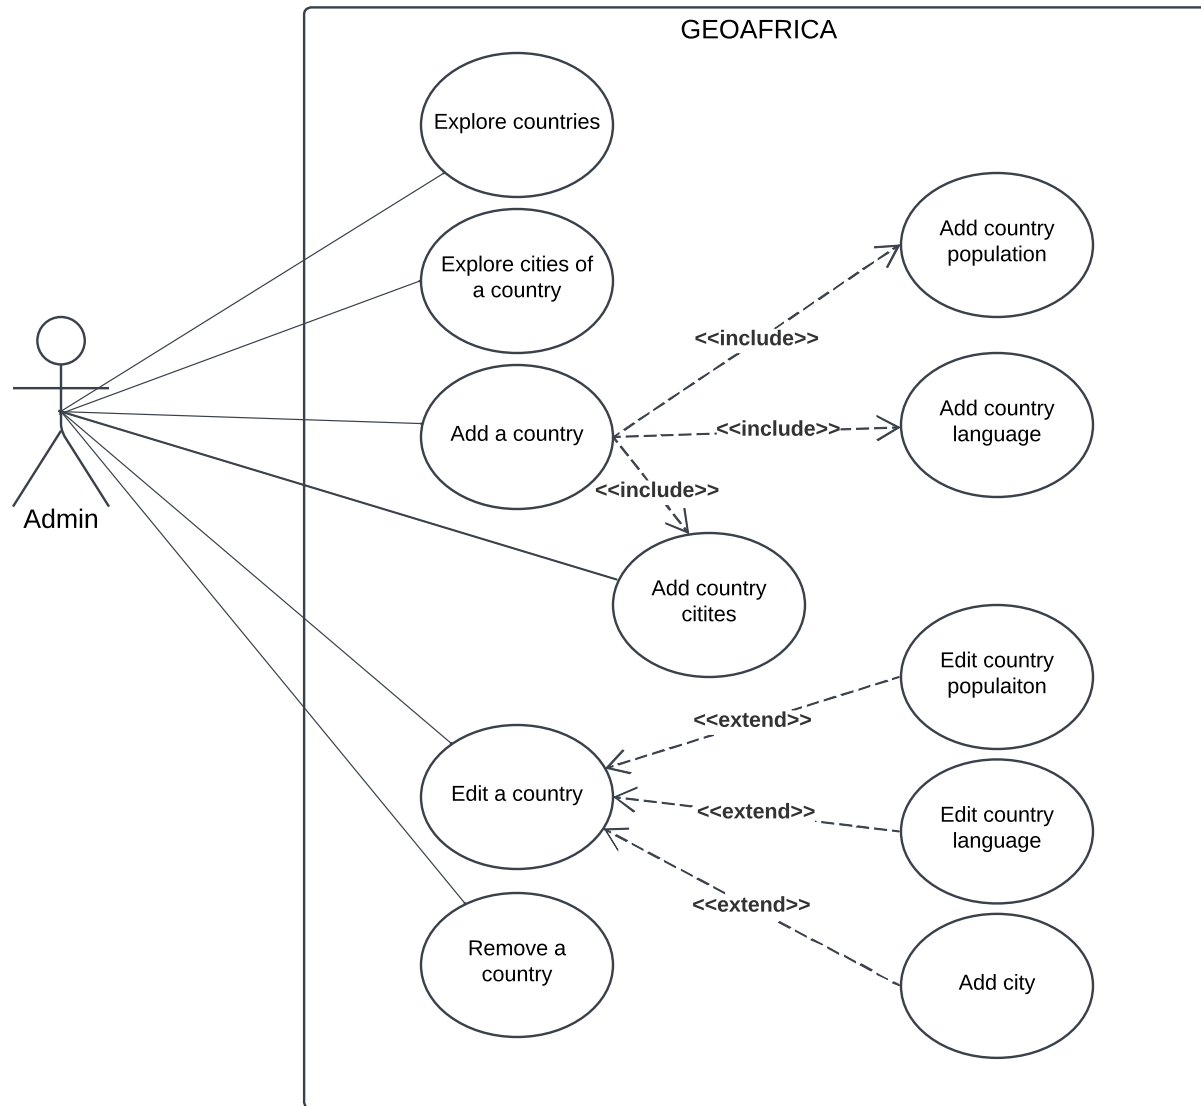 GEOAFRICA
Explore countries
Explore cities of
a country
Add country
population
<<include>>
Add country
language
Add a country
<<include>>
<<include>>
Admin
Add country
citites
Edit country
populaiton
<<extend>>
Edit a country
<<extend>>
Edit country
language
<<extend>>
Remove a
country
Add city